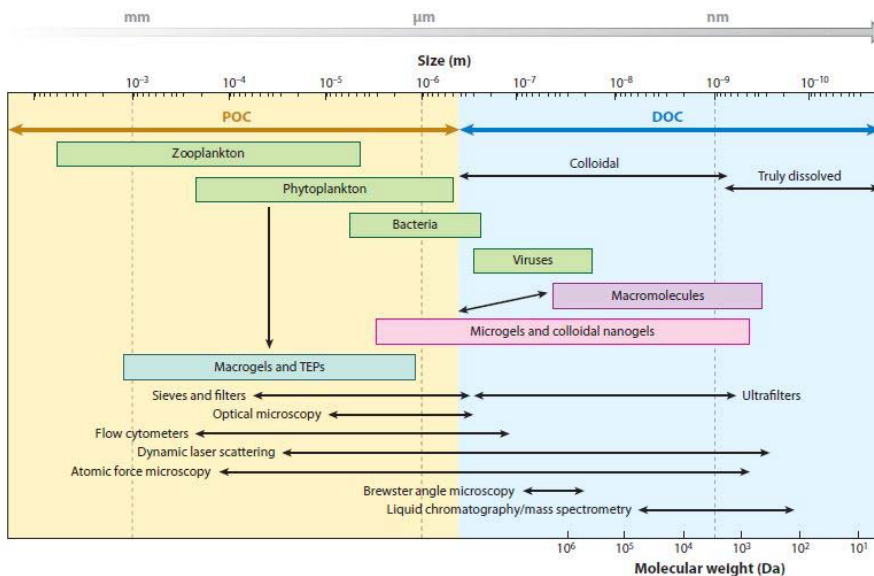 mm µm nm
Size (m)
10⁻³ 10⁻⁴ 10⁻⁵ 10⁻⁶ 10⁻⁷ 10⁻⁸ 10⁻⁹ 10⁻¹⁰
POC DOC
Zooplankton
Colloidal
Truly dissolved
Phytoplankton
Bacteria
Viruses
Macromolecules
Microgels and colloidal nanogels
Macrogels and TEPs
Sieves and filters Ultrafilters
Optical microscopy
Flow cytometers
Dynamic laser scattering
Atomic force microscopy
Brewster angle microscopy
Liquid chromatography/mass spectrometry
10⁶ 10⁵ 10⁴ 10³ 10² 10¹
Molecular weight (Da)